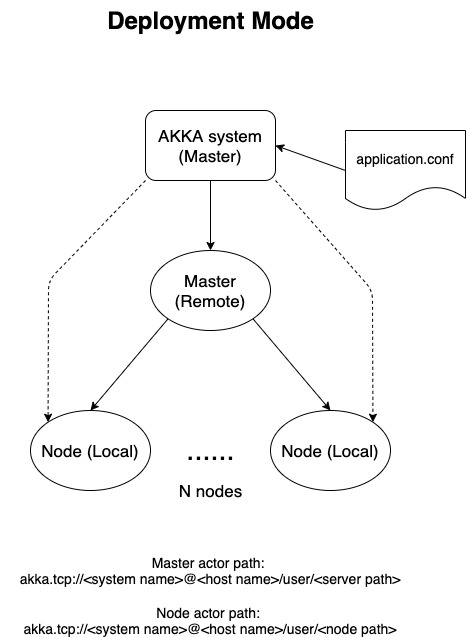 Deployment Mode
AKKA system
(Master)
application.conf
Master
(Remote)
Node (Local)
......
Node (Local)
N nodes
Master actor path:
akka.tcp://<system name>@<host name>/user/<server path>
Node actor path:
akka.tcp://<system name>@<host name>/user/<node path>